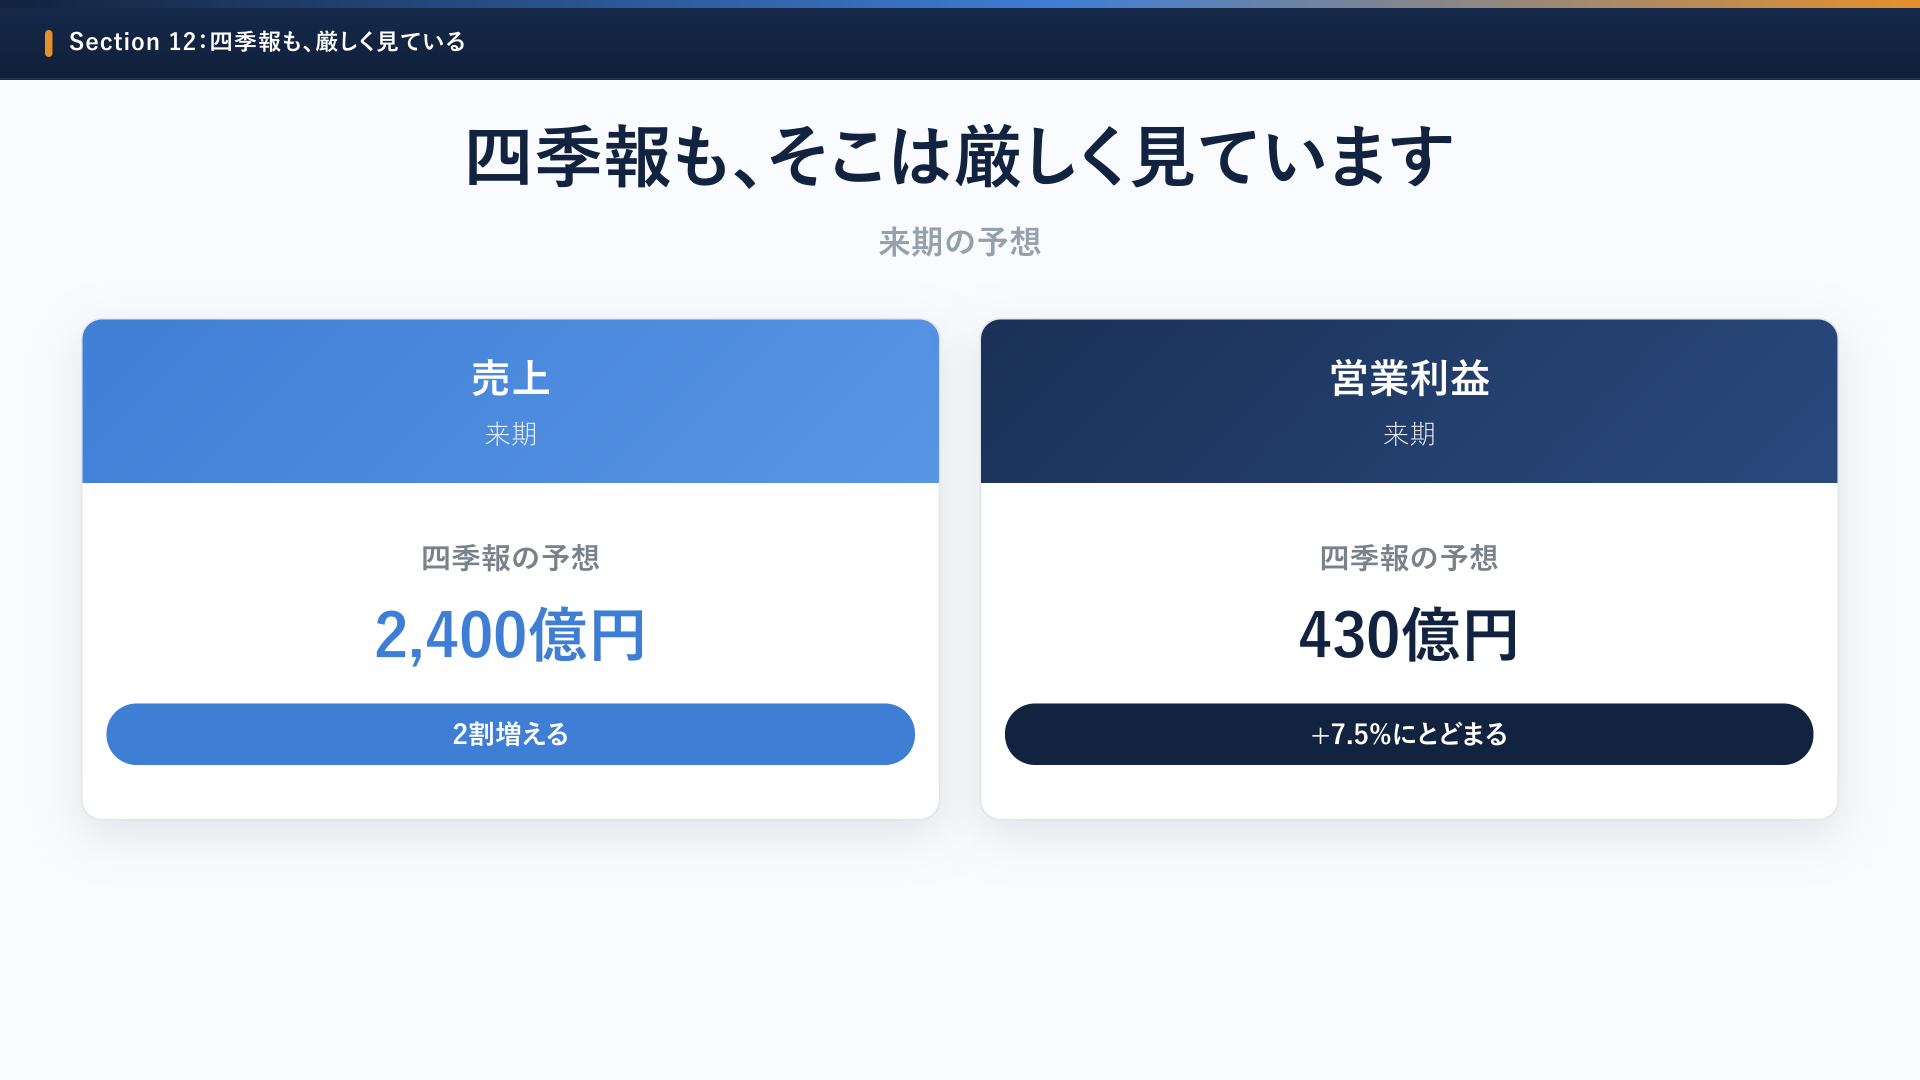 Section 12：四季報も、厳しく見ている
四季報も、そこは厳しく見ています
来期の予想
売上
来期
四季報の予想
2,400億円
2割増える
営業利益
来期
四季報の予想
430億円
+7.5%にとどまる